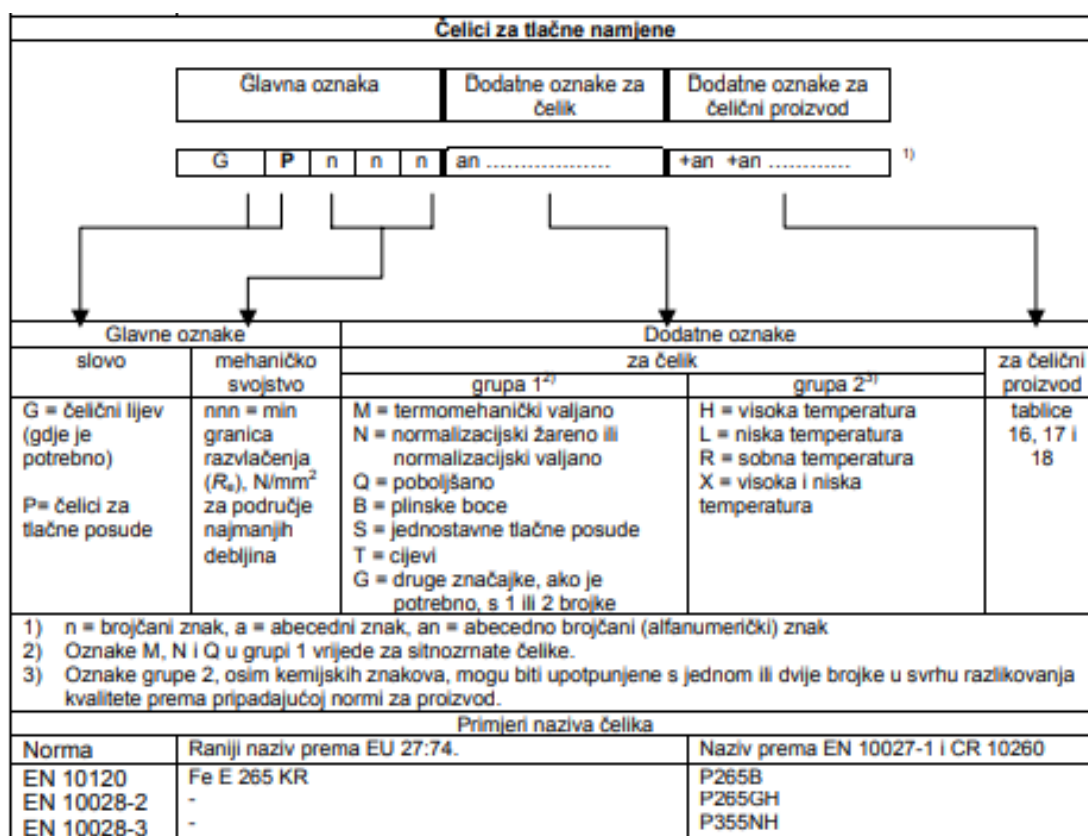 Čelici za tlačne namjene
Glavna oznaka
Dodatne oznake za
čelik
Dodatne oznake za
čelični proizvod
G P n n n an ................... +an +an ............ 1)
Glavne oznake
Dodatne oznake
slovo
mehaničko
svojstvo
za čelik
za čelični
proizvod
grupa 1²⁾
grupa 2³⁾
G = čelični lijev
(gdje je
potrebno)
P= čelici za
tlačne posude
nnn = min
granica
razvlačenja
(Rₑ), N/mm²
za područje
najmanjih
debljina
M = termomehanički valjano
N = normalizacijski žareno ili
normalizacijski valjano
Q = poboljšano
B = plinske boce
S = jednostavne tlačne posude
T = cijevi
G = druge značajke, ako je
potrebno, s 1 ili 2 brojke
H = visoka temperatura
L = niska temperatura
R = sobna temperatura
X = visoka i niska
temperatura
tablice
16, 17 i
18
1) n = brojčani znak, a = abecedni znak, an = abecedno brojčani (alfanumerički) znak
2) Oznake M, N i Q u grupi 1 vrijede za sitnozrnate čelike.
3) Oznake grupe 2, osim kemijskih znakova, mogu biti upotpunjene s jednom ili dvije brojke u svrhu razlikovanja
kvalitete prema pripadajućoj normi za proizvod.
Primjeri naziva čelika
Norma Raniji naziv prema EU 27:74. Naziv prema EN 10027-1 i CR 10260
EN 10120 Fe E 265 KR P265B
EN 10028-2 - P265GH
EN 10028-3 - P355NH